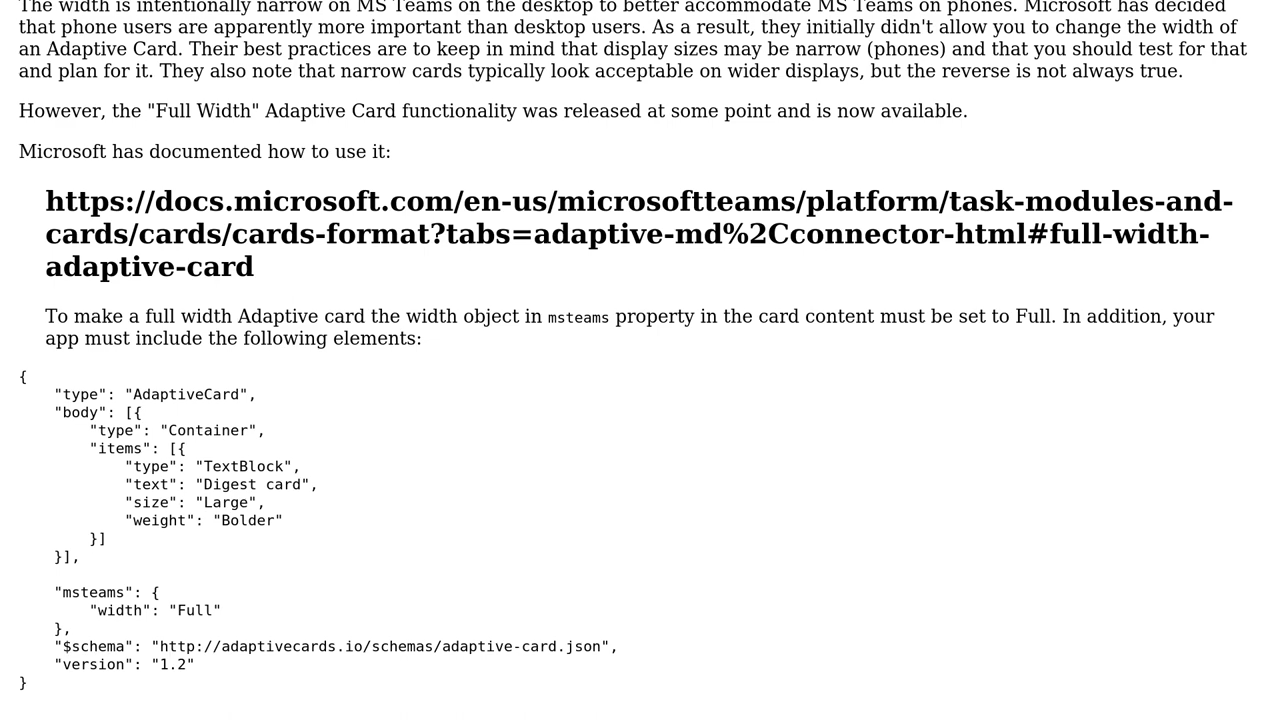 The width is intentionally narrow on MS Teams on the desktop to better accommodate MS Teams on phones. Microsoft has decided
that phone users are apparently more important than desktop users. As a result, they initially didn't allow you to change the width of
an Adaptive Card. Their best practices are to keep in mind that display sizes may be narrow (phones) and that you should test for that
and plan for it. They also note that narrow cards typically look acceptable on wider displays, but the reverse is not always true.
However, the "Full Width" Adaptive Card functionality was released at some point and is now available.
Microsoft has documented how to use it:
https://docs.microsoft.com/en-us/microsoftteams/platform/task-modules-and-
cards/cards/cards-format?tabs=adaptive-md%2Cconnector-html#full-width-
adaptive-card
To make a full width Adaptive card the width object in msteams property in the card content must be set to Full. In addition, your
app must include the following elements:
{
    "type": "AdaptiveCard",
    "body": [{
        "type": "Container",
        "items": [{
            "type": "TextBlock",
            "text": "Digest card",
            "size": "Large",
            "weight": "Bolder"
        }]
    }],
    "msteams": {
        "width": "Full"
    },
    "$schema": "http://adaptivecards.io/schemas/adaptive-card.json",
    "version": "1.2"
}